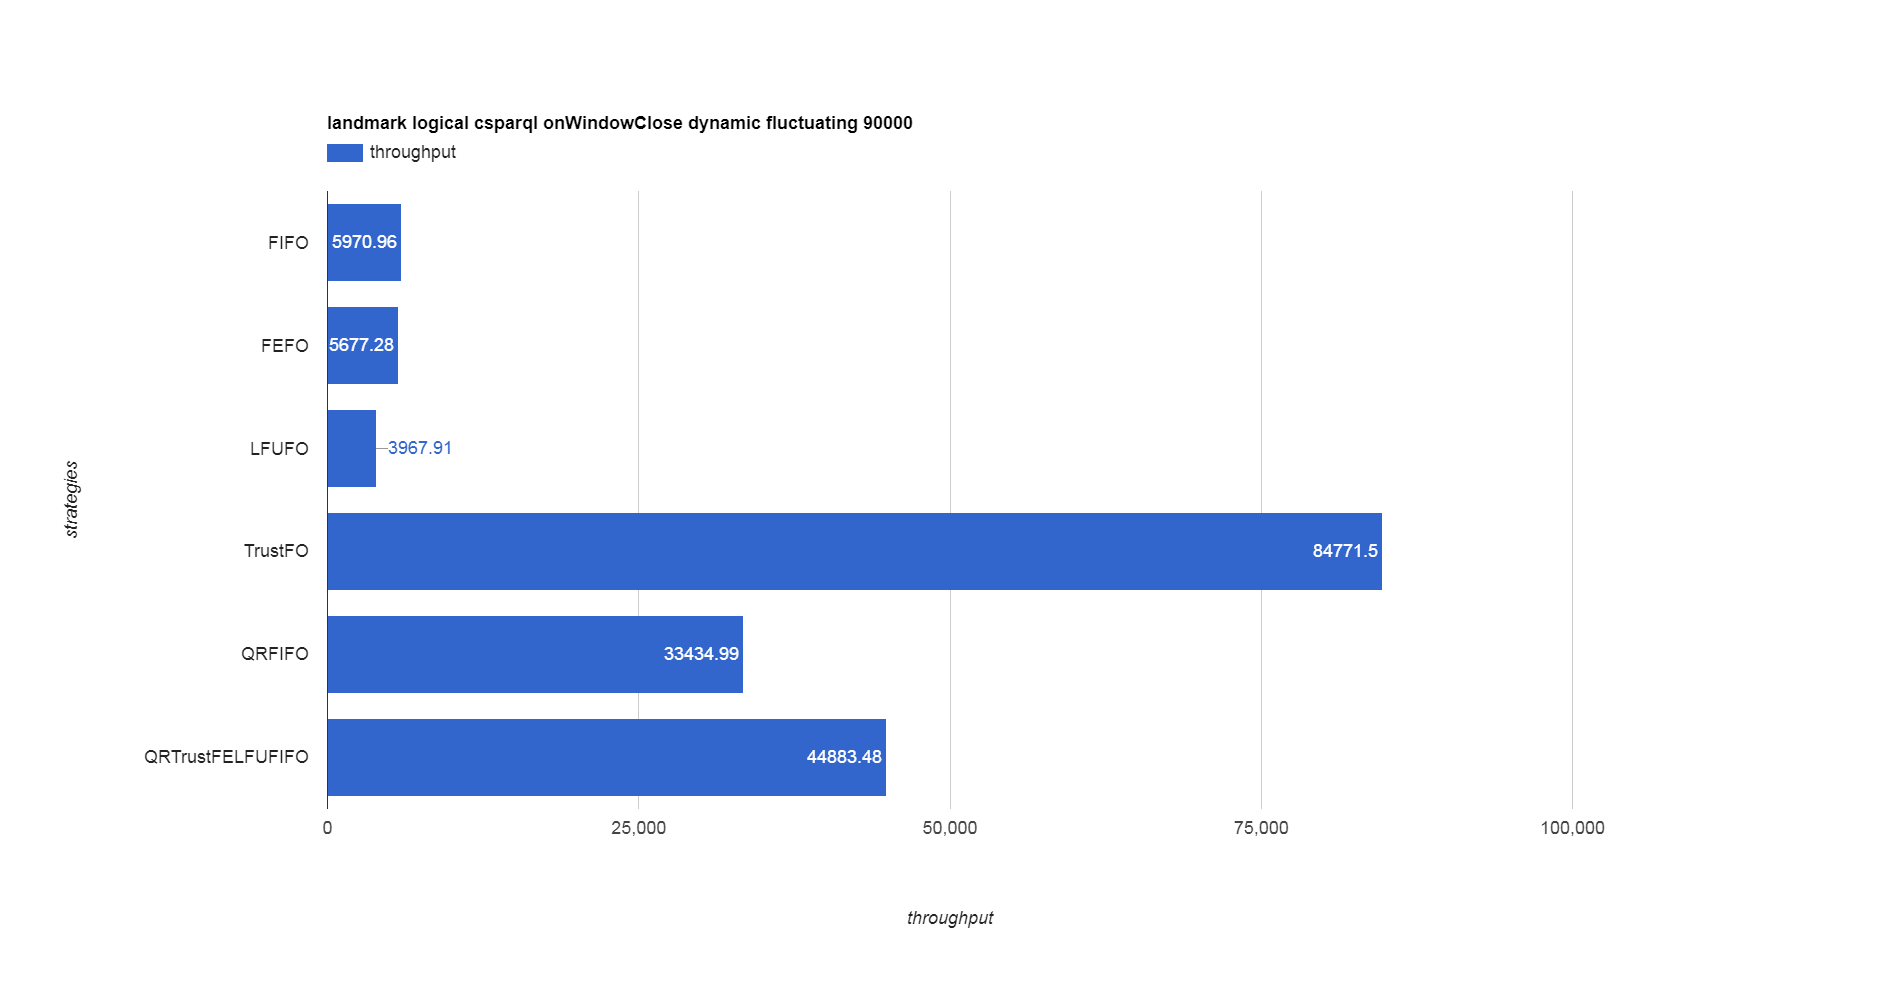 landmark logical csparql onWindowClose dynamic fluctuating 90000
throughput
strategies
FIFO 5970.96
FEFO 5677.28
LFUFO 3967.91
TrustFO 84771.5
QRFIFO 33434.99
QRTrustFELFUFIFO 44883.48
0 25,000 50,000 75,000 100,000
throughput